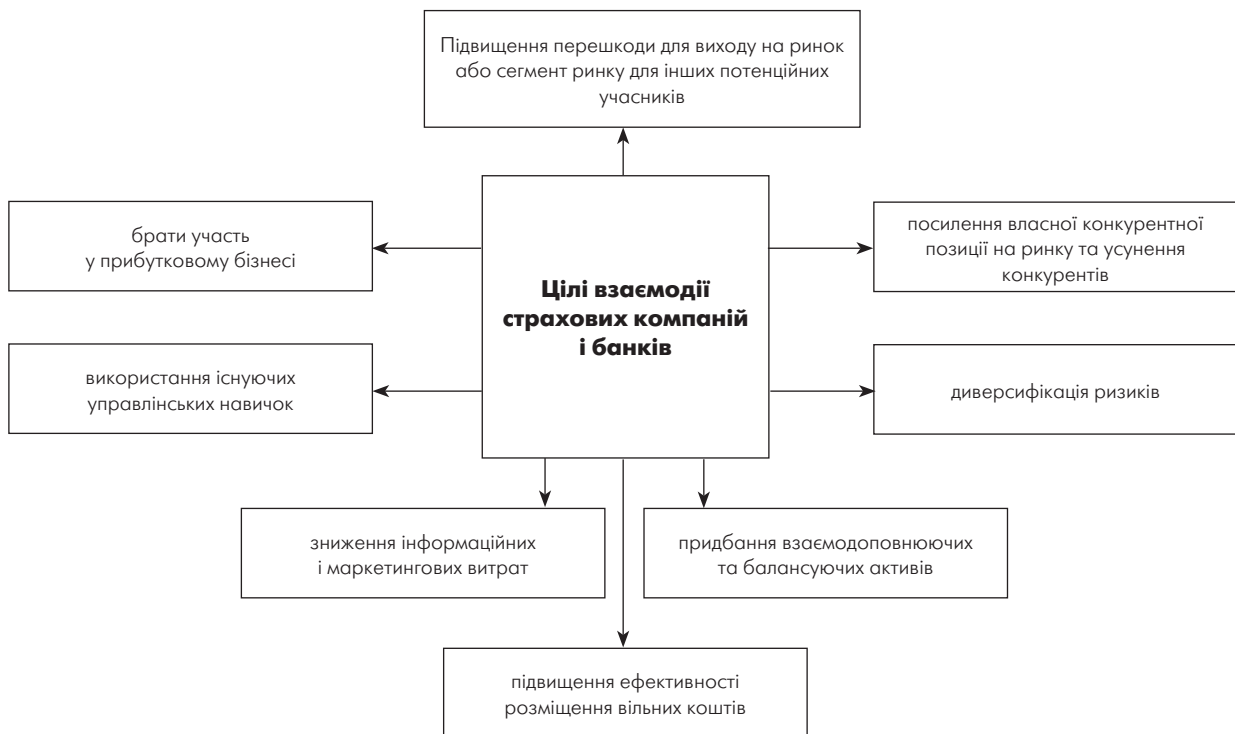 Підвищення перешкоди для виходу на ринок
або сегмент ринку для інших потенційних
учасників
брати участь
у прибутковому бізнесі
Цілі взаємодії
страхових компаній
і банків
посилення власної конкурентної
позиції на ринку та усунення
конкурентів
використання існуючих
управлінських навичок
диверсифікація ризиків
зниження інформаційних
і маркетингових витрат
придбання взаємодоповнюючих
та балансуючих активів
підвищення ефективності
розміщення вільних коштів